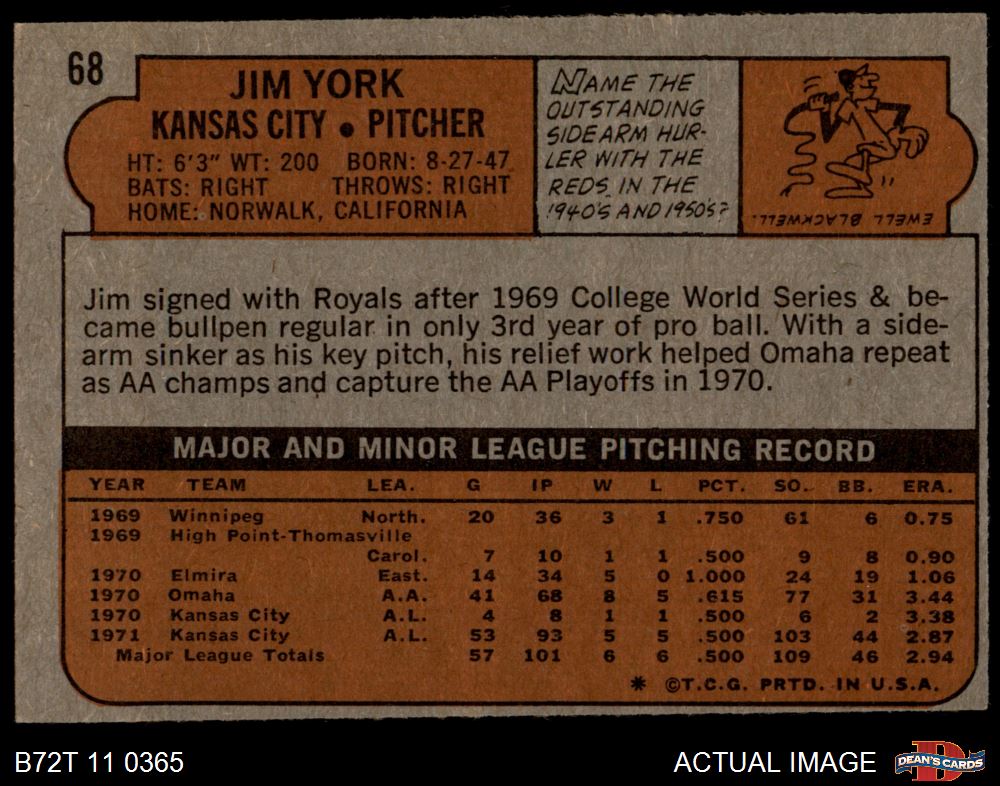 68
JIM YORK
KANSAS CITY • PITCHER
HT: 6'3" WT: 200 BORN: 8-27-47
BATS: RIGHT THROWS: RIGHT
HOME: NORWALK, CALIFORNIA
NAME THE
OUTSTANDING
SIDEARM HUR-
LER WITH THE
REDS IN THE
1940'S AND 1950'S?
EWELL BLACKWELL.
Jim signed with Royals after 1969 College World Series & be-
came bullpen regular in only 3rd year of pro ball. With a side-
arm sinker as his key pitch, his relief work helped Omaha repeat
as AA champs and capture the AA Playoffs in 1970.
MAJOR AND MINOR LEAGUE PITCHING RECORD
YEAR TEAM LEA. G IP W L PCT. SO. BB. ERA.
1969 Winnipeg North. 20 36 3 1 .750 61 6 0.75
1969 High Point-Thomasville
Carol. 7 10 1 1 .500 9 8 0.90
1970 Elmira East. 14 34 5 0 1.000 24 19 1.06
1970 Omaha A.A. 41 68 8 5 .615 77 31 3.44
1970 Kansas City A.L. 4 8 1 1 .500 6 2 3.38
1971 Kansas City A.L. 53 93 5 5 .500 103 44 2.87
Major League Totals 57 101 6 6 .500 109 46 2.94
* ©T.C.G. PRTD. IN U.S.A.
B72T 11 0365
ACTUAL IMAGE
D
DEAN'S CARDS